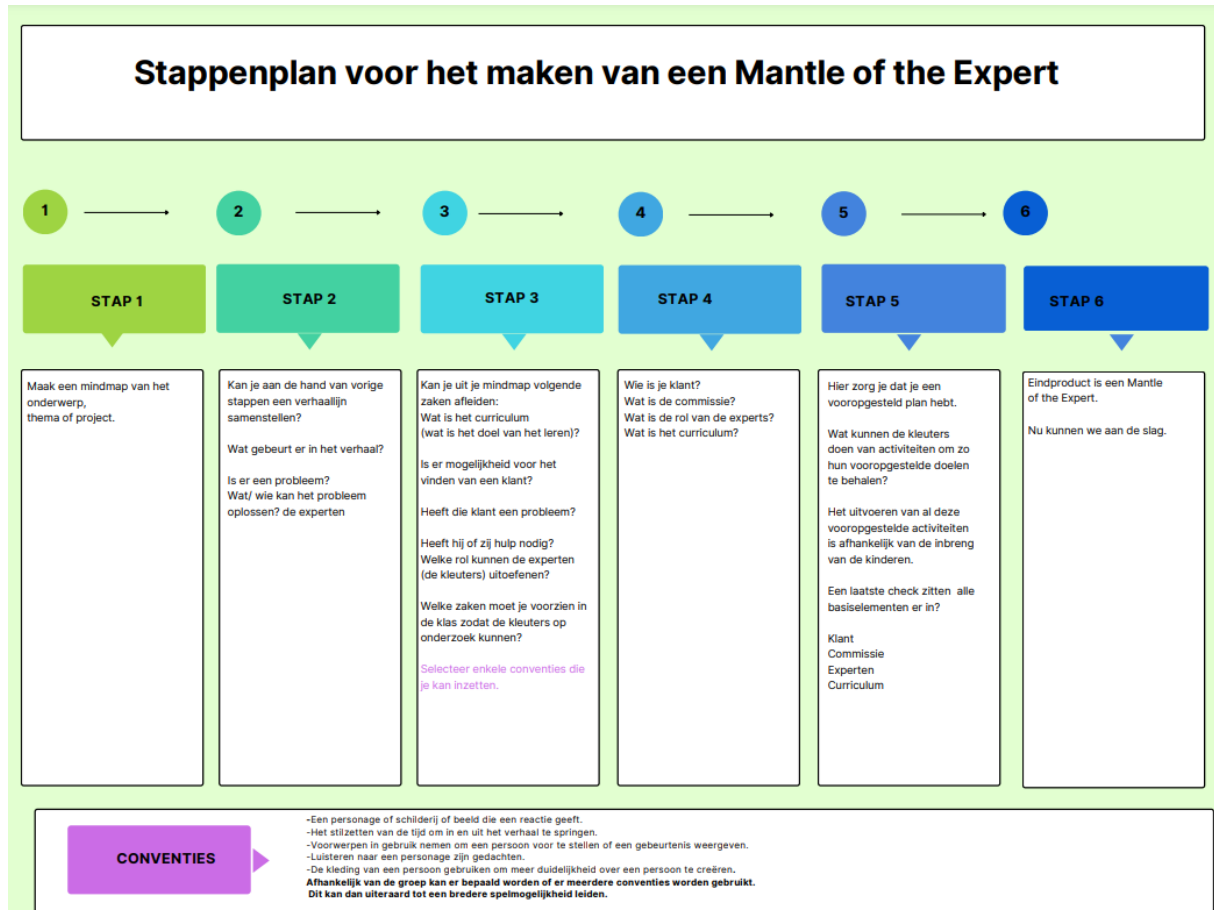 Stappenplan voor het maken van een Mantle of the Expert
1
2
3
4
5
6
STAP 1
STAP 2
STAP 3
STAP 4
STAP 5
STAP 6
Maak een mindmap van het
onderwerp,
thema of project.
Kan je aan de hand van vorige
stappen een verhaallijn
samenstellen?
Wat gebeurt er in het verhaal?
Is er een probleem?
Wat/ wie kan het probleem
oplossen? de experten
Kan je uit je mindmap volgende
zaken afleiden:
Wat is het curriculum
(wat is het doel van het leren)?
Is er mogelijkheid voor het
vinden van een klant?
Heeft die klant een probleem?
Heeft hij of zij hulp nodig?
Welke rol kunnen de experten
(de kleuters) uitoefenen?
Welke zaken moet je voorzien in
de klas zodat de kleuters op
onderzoek kunnen?
Selecteer enkele conventies die
je kan inzetten.
Wie is je klant?
Wat is de commissie?
Wat is de rol van de experts?
Wat is het curriculum?
Hier zorg je dat je een
vooropgesteld plan hebt.
Wat kunnen de kleuters
doen van activiteiten om zo
hun vooropgestelde doelen
te behalen?
Het uitvoeren van al deze
vooropgestelde activiteiten
is afhankelijk van de inbreng
van de kinderen.
Een laatste check zitten alle
basiselementen er in?
Klant
Commissie
Experten
Curriculum
Eindproduct is een Mantle
of the Expert.
Nu kunnen we aan de slag.
CONVENTIES
-Een personage of schilderij of beeld die een reactie geeft.
-Het stilzetten van de tijd om in en uit het verhaal te springen.
-Voorwerpen in gebruik nemen om een persoon voor te stellen of een gebeurtenis weergeven.
-Luisteren naar een personage zijn gedachten.
-De kleding van een persoon gebruiken om meer duidelijkheid over een persoon te creëren.
Afhankelijk van de groep kan er bepaald worden of er meerdere conventies worden gebruikt.
Dit kan dan uiteraard tot een bredere spelmogelijkheid leiden.